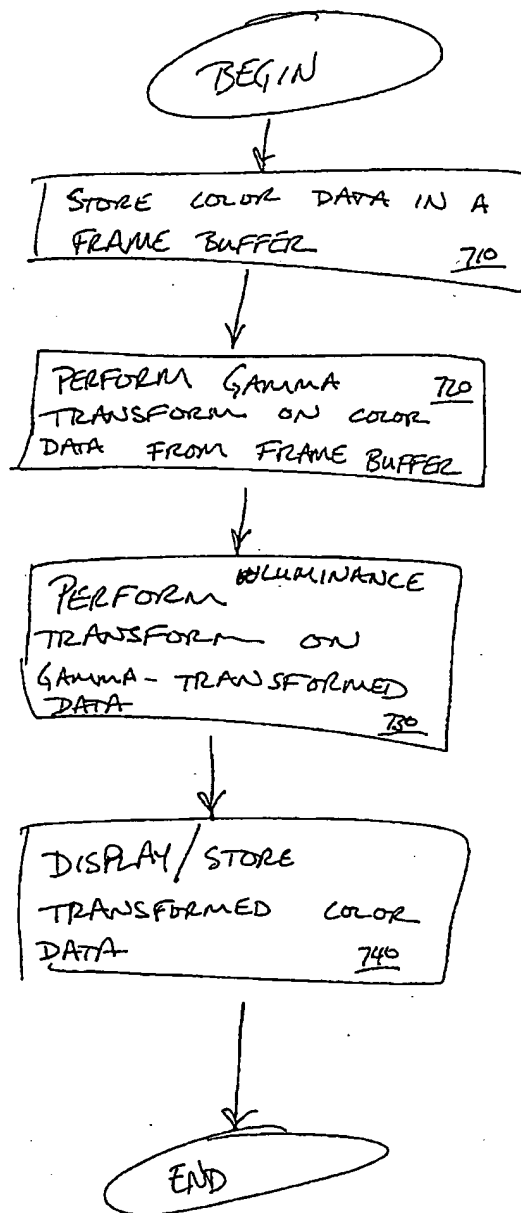 BEGIN
STORE COLOR DATA IN A
FRAME BUFFER 710
PERFORM GAMMA 720
TRANSFORM ON COLOR
DATA FROM FRAME BUFFER
PERFORM LUMINANCE
TRANSFORM ON
GAMMA-TRANSFORMED
DATA 730
DISPLAY/STORE
TRANSFORMED COLOR
DATA 740
END